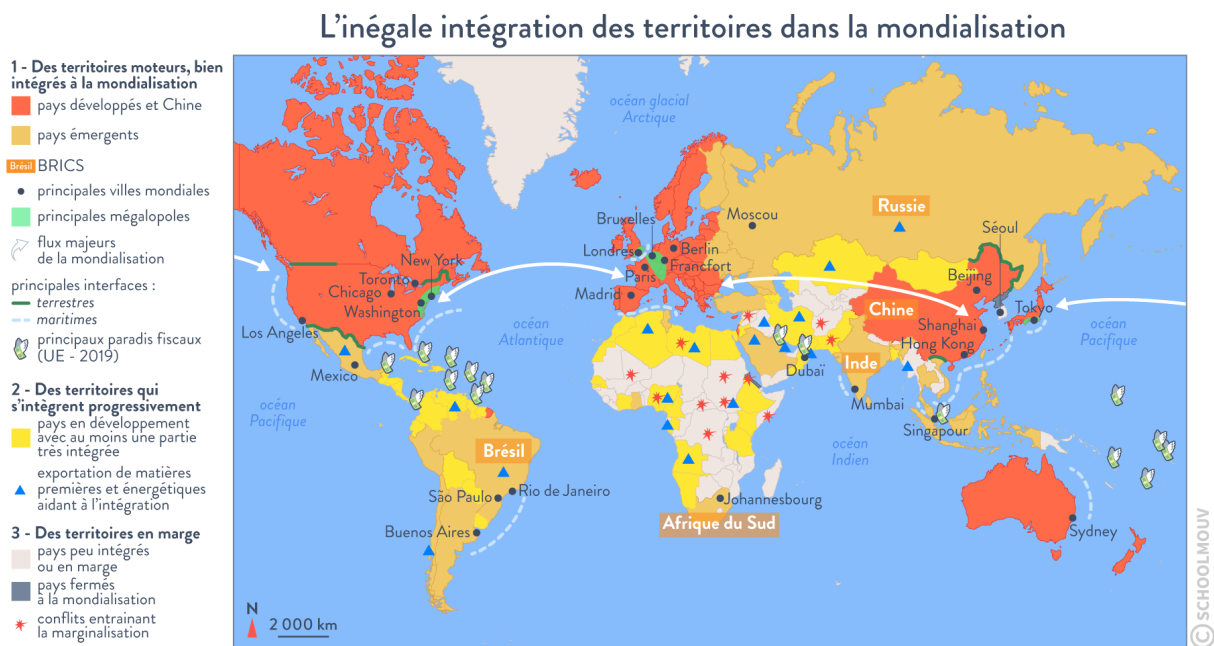 L'inégale intégration des territoires dans la mondialisation
1 - Des territoires moteurs, bien
intégrés à la mondialisation
pays développés et Chine
pays émergents
Brésil BRICS
principales villes mondiales
principales mégalopoles
flux majeurs
de la mondialisation
principales interfaces :
terrestres
maritimes
principaux paradis fiscaux
(UE - 2019)
2 - Des territoires qui
s'intègrent progressivement
pays en développement
avec au moins une partie
très intégrée
exportation de matières
premières et énergétiques
aidant à l'intégration
3 - Des territoires en marge
pays peu intégrés
ou en marge
pays fermés
à la mondialisation
conflits entrainant
la marginalisation
océan glacial
Arctique
Bruxelles
Moscou
Russie
Séoul
Londres
Berlin
New York
Paris
Francfort
Toronto
Beijing
Chicago
Madrid
Washington
Chine
Tokyo
Los Angeles
océan
Atlantique
Shanghai
océan
Pacifique
Hong Kong
Mexico
Dubaï
Inde
océan
Pacifique
Mumbai
Singapour
Brésil
océan
Indien
São Paulo
Rio de Janeiro
Johannesbourg
Buenos Aires
Afrique du Sud
Sydney
N
2 000 km
© SCHOOLMOUV